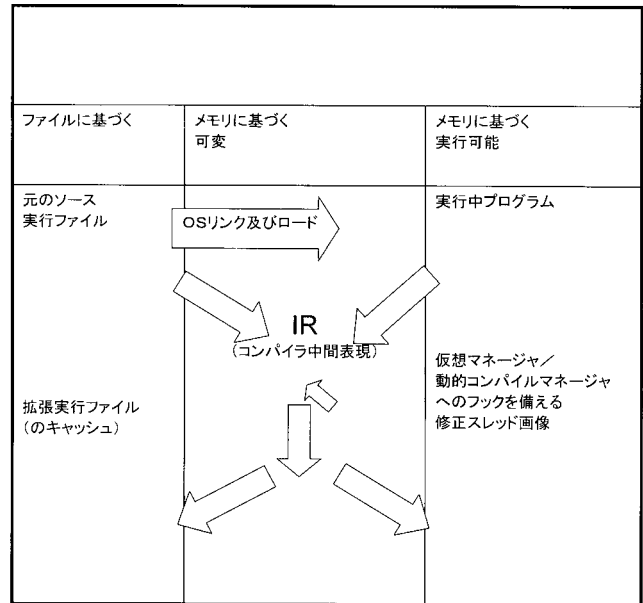 ファイルに基づく
メモリに基づく
可変
メモリに基づく
実行可能
元のソース
実行ファイル
OSリンク及びロード
実行中プログラム
IR
(コンパイラ中間表現)
拡張実行ファイル
(のキャッシュ)
仮想マネージャ/
動的コンパイルマネージャ
へのフックを備える
修正スレッド画像